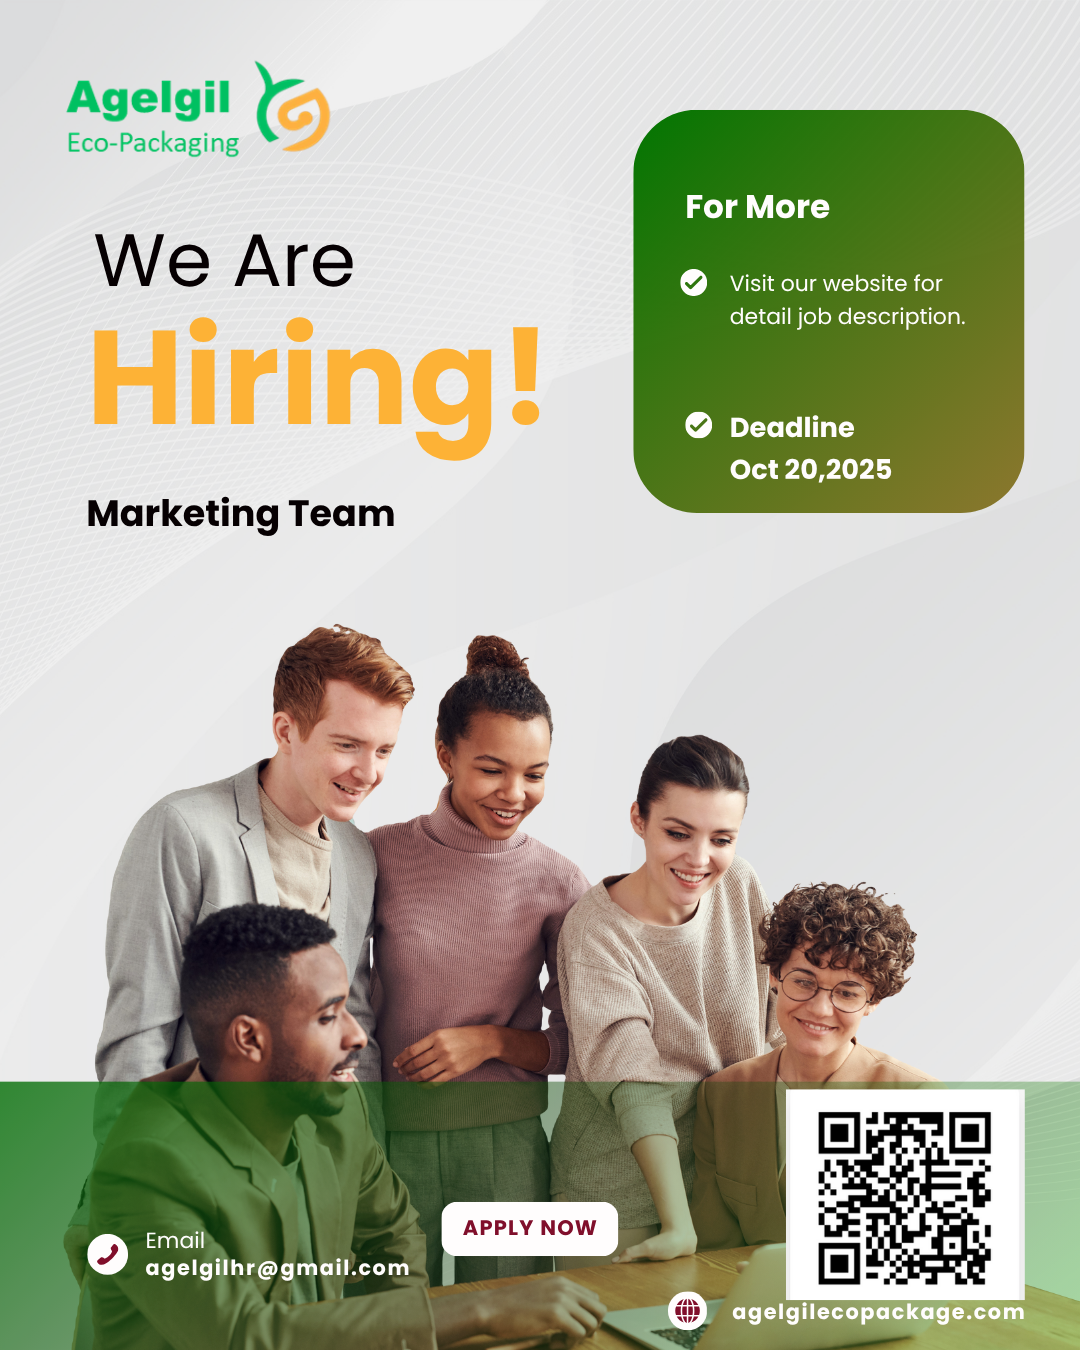 Agelgil
Eco-Packaging
We Are
Hiring!
Marketing Team
For More
Visit our website for
detail job description.
Deadline
Oct 20,2025
Email
agelgilhr@gmail.com
APPLY NOW
agelgilecopackage.com